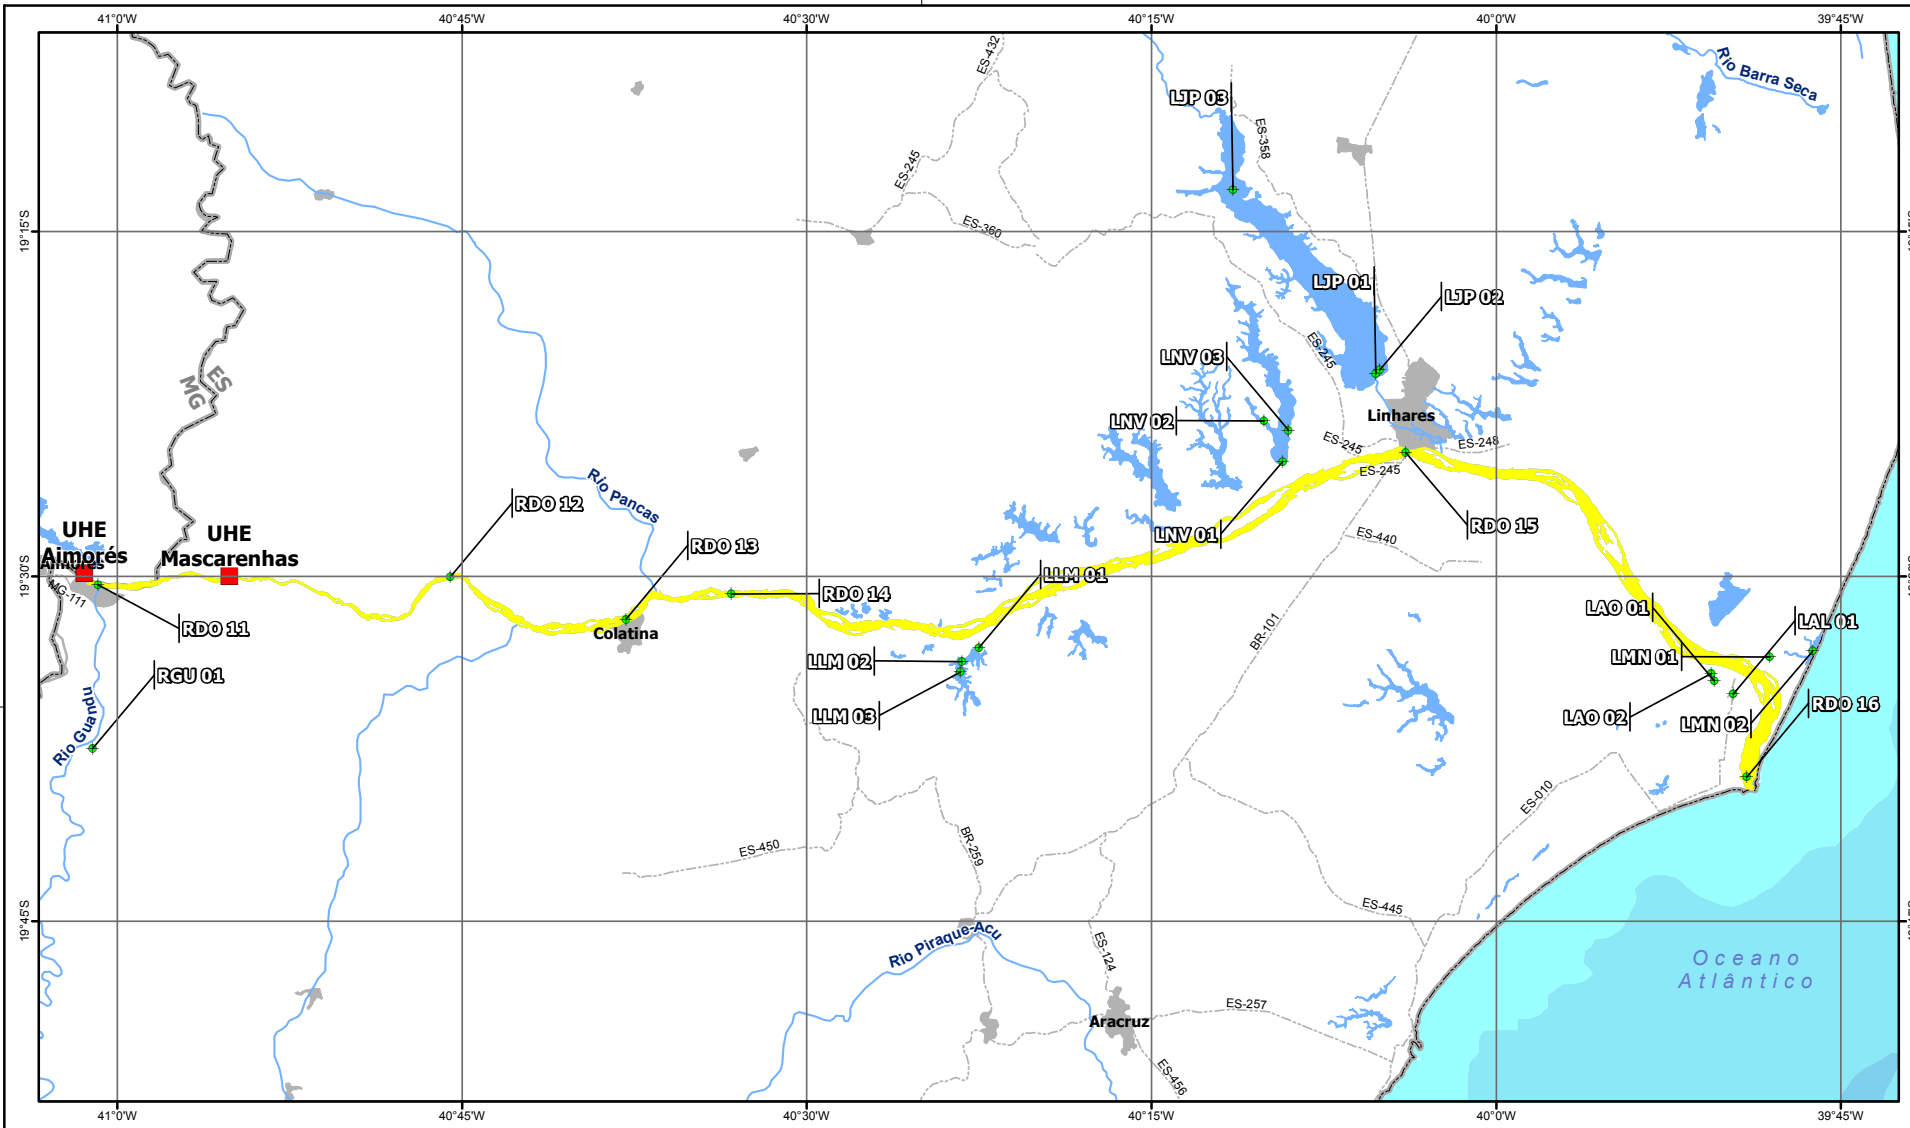 41°0'W
40°45'W
40°30'W
40°15'W
40°0'W
39°45'W
ES-432
Rio Barra Seca
LJP 03
ES-358
ES-245
19°15'S
ES-360
LJP 01
LJP 02
ES-245
LNV 03
ES
MG
LNV 02
Linhares
ES-245
ES-248
ES-245
Rio Pancas
RDO 12
RDO 15
UHE
Aimorés
UHE
Mascarenhas
LNV 01
ES-440
RDO 13
Aimorés
19°30'S
LLM 01
MG-111
RDO 14
LAO 01
RDO 11
LAL 01
BR-101
Colatina
LMN 01
LLM 02
RGU 01
RDO 16
LLM 03
LAO 02
LMN 02
Rio Guandu
ES-010
ES-450
BR-259
ES-445
19°45'S
Rio Piraque-Acu
ES-124
Oceano
Atlântico
ES-257
Aracruz
ES-456
41°0'W
40°45'W
40°30'W
40°15'W
40°0'W
39°45'W